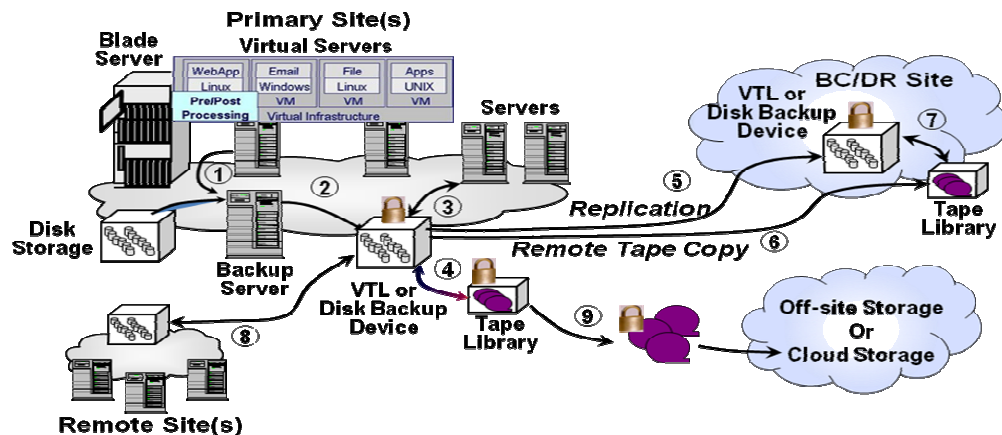 Primary Site(s)
Blade
Server
Virtual Servers
WebApp
Linux
Email
Windows
File
Linux
Apps
UNIX
Pre/Post
Processing
VM
VM
VM
Virtual Infrastructure
Servers
BC/DR Site
VTL or
Disk Backup
Device
7
1
2
3
5
Replication
6
Remote Tape Copy
Tape
Library
Disk
Storage
Backup
Server
4
VTL or
Disk Backup
Device
Tape
Library
8
9
Off-site Storage
Or
Cloud Storage
Remote Site(s)